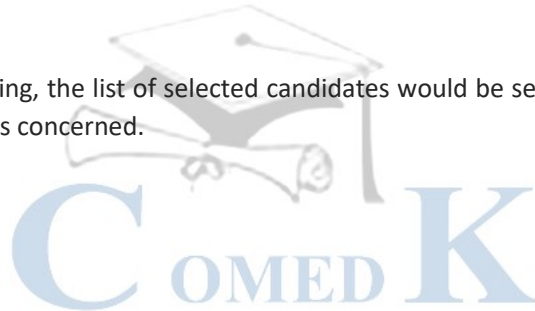 ing, the list of selected candidates would be se
s concerned.
COMEDK